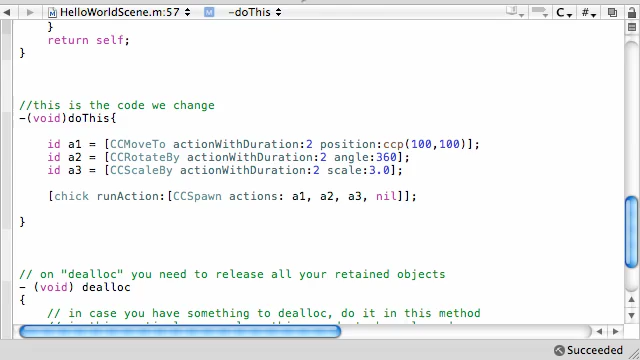 HelloWorldScene.m:57 M -doThis C #
}
return self;
}
//this is the code we change
-(void)doThis{
id a1 = [CCMoveTo actionWithDuration:2 position:ccp(100,100)];
id a2 = [CCRotateBy actionWithDuration:2 angle:360];
id a3 = [CCScaleBy actionWithDuration:2 scale:3.0];
[chick runAction:[CCSpawn actions: a1, a2, a3, nil]];
}
// on "dealloc" you need to release all your retained objects
- (void) dealloc
{
// in case you have something to dealloc, do it in this method
Succeeded